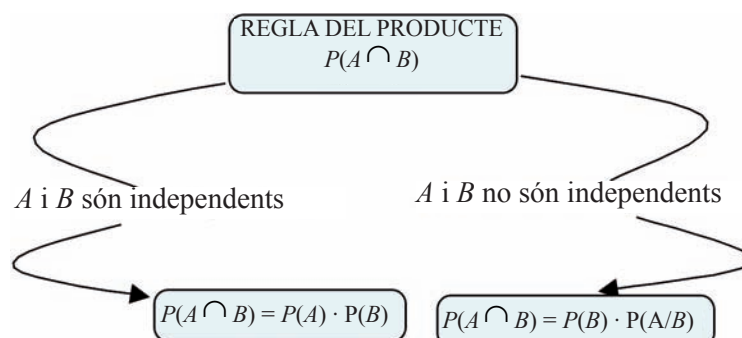 REGLA DEL PRODUCTE
P(A ∩ B)
A i B són independents
A i B no són independents
P(A ∩ B) = P(A) · P(B)
P(A ∩ B) = P(B) · P(A/B)